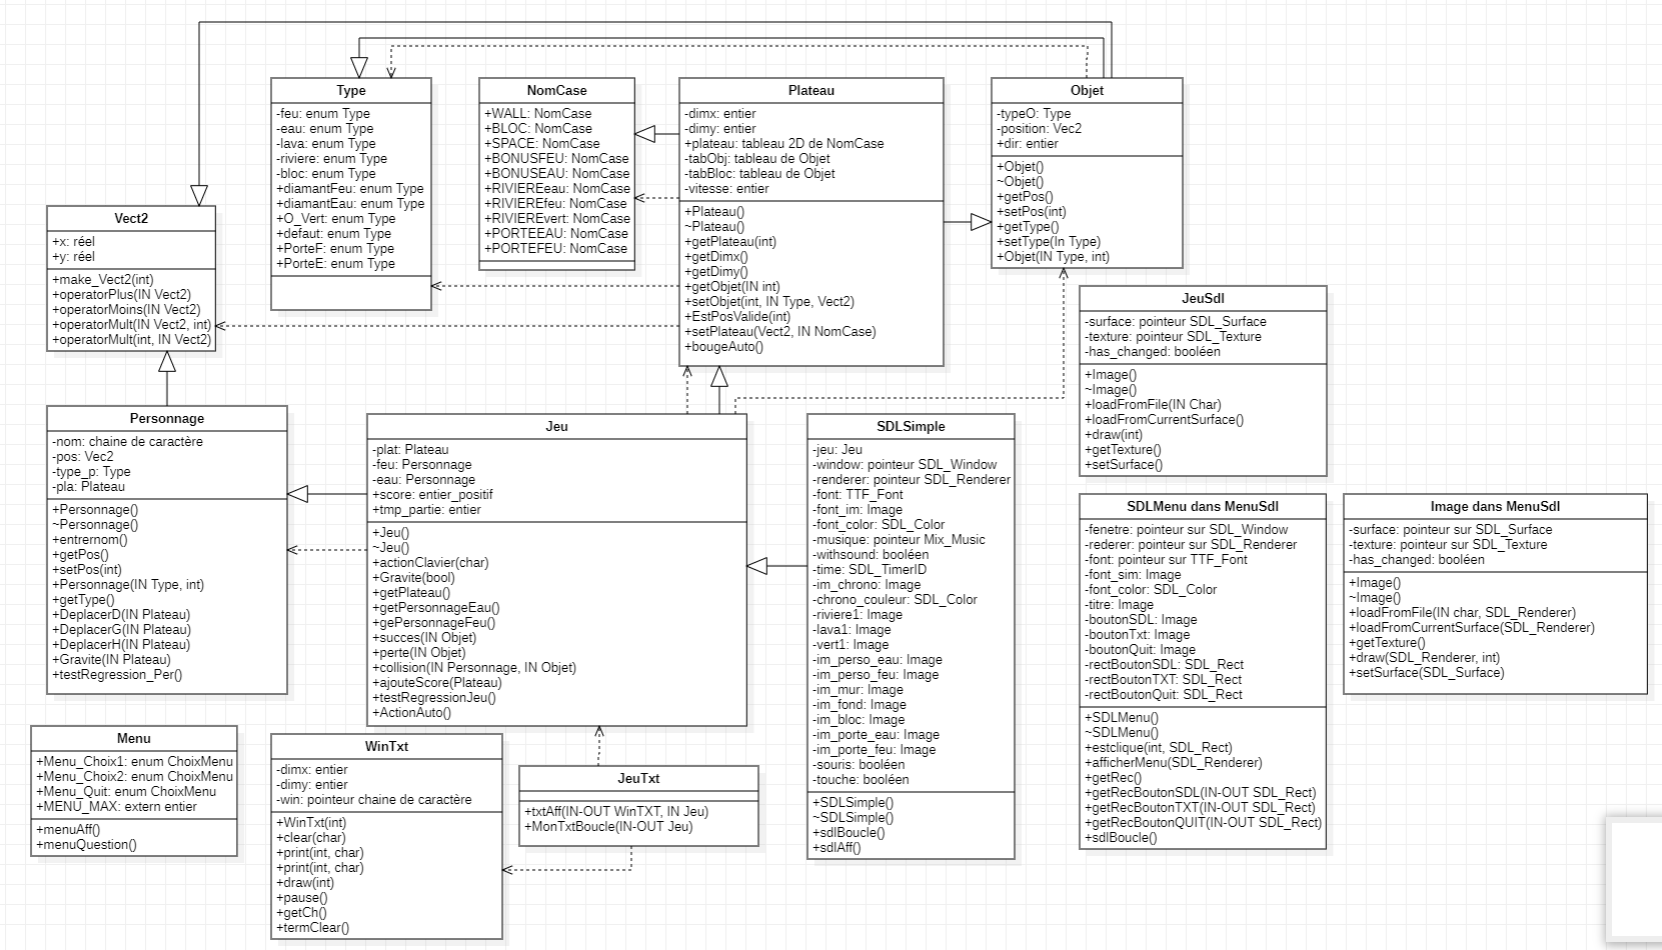 Type
-feu: enum Type
-eau: enum Type
-lava: enum Type
-riviere: enum Type
-bloc: enum Type
+diamantFeu: enum Type
+diamantEau: enum Type
+O_Vert: enum Type
+defaut: enum Type
+PorteF: enum Type
+PorteE: enum Type
NomCase
+WALL: NomCase
+BLOC: NomCase
+SPACE: NomCase
+BONUSFEU: NomCase
+BONUSEAU: NomCase
+RIVIEREeau: NomCase
+RIVIEREfeu: NomCase
+RIVIEREvert: NomCase
+PORTEEAU: NomCase
+PORTEFEU: NomCase
Plateau
-dimx: entier
-dimy: entier
+plateau: tableau 2D de NomCase
-tabObj: tableau de Objet
-tabBloc: tableau de Objet
-vitesse: entier
+Plateau()
~Plateau()
+getPlateau(int)
+getDimx()
+getDimy()
+getObjet(IN int)
+setObjet(int, IN Type, Vect2)
+EstPosValide(int)
+setPlateau(Vect2, IN NomCase)
+bougeAuto()
Objet
-typeO: Type
-position: Vec2
+dir: entier
+Objet()
~Objet()
+getPos()
+setPos(int)
+getType()
+setType(In Type)
+Objet(IN Type, int)
Vect2
+x: réel
+y: réel
+make_Vect2(int)
+operatorPlus(IN Vect2)
+operatorMoins(IN Vect2)
+operatorMult(IN Vect2, int)
+operatorMult(int, IN Vect2)
JeuSdl
-surface: pointeur SDL_Surface
-texture: pointeur SDL_Texture
-has_changed: booléen
+Image()
~Image()
+loadFromFile(IN Char)
+loadFromCurrentSurface()
+draw(int)
+getTexture()
+setSurface()
Personnage
-nom: chaine de caractère
-pos: Vec2
-type_p: Type
-pla: Plateau
+Personnage()
~Personnage()
+entrernom()
+getPos()
+setPos(int)
+Personnage(IN Type, int)
+getType()
+DeplacerD(IN Plateau)
+DeplacerG(IN Plateau)
+DeplacerH(IN Plateau)
+Gravite(IN Plateau)
+testRegression_Per()
Jeu
-plat: Plateau
-feu: Personnage
-eau: Personnage
+score: entier_positif
+tmp_partie: entier
+Jeu()
~Jeu()
+actionClavier(char)
+Gravite(bool)
+getPlateau()
+getPersonnageEau()
+gePersonnageFeu()
+succes(IN Objet)
+perte(IN Objet)
+collision(IN Personnage, IN Objet)
+ajouteScore(Plateau)
+testRegressionJeu()
+ActionAuto()
SDLSimple
-jeu: Jeu
-window: pointeur SDL_Window
-renderer: pointeur SDL_Renderer
-font: TTF_Font
-font_im: Image
-font_color: SDL_Color
-musique: pointeur Mix_Music
-withsound: booléen
-time: SDL_TimerID
-im_chrono: Image
-chrono_couleur: SDL_Color
-riviere1: Image
-lava1: Image
-vert1: Image
-im_perso_eau: Image
-im_perso_feu: Image
-im_mur: Image
-im_fond: Image
-im_bloc: Image
-im_porte_eau: Image
-im_porte_feu: Image
-souris: booléen
-touche: booléen
+SDLSimple()
~SDLSimple()
+sdlBoucle()
+sdlAff()
SDLMenu dans MenuSdl
-fenetre: pointeur sur SDL_Window
-rederer: pointeur sur SDL_Renderer
-font: pointeur sur TTF_Font
-font_sim: Image
-font_color: SDL_Color
-titre: Image
-boutonSDL: Image
-boutonTxt: Image
-boutonQuit: Image
-rectBoutonSDL: SDL_Rect
-rectBoutonTXT: SDL_Rect
-rectBoutonQuit: SDL_Rect
+SDLMenu()
~SDLMenu()
+estclique(int, SDL_Rect)
+afficherMenu(SDL_Renderer)
+getRec()
+getRecBoutonSDL(IN-OUT SDL_Rect)
+getRecBoutonTXT(IN-OUT SDL_Rect)
+getRecBoutonQUIT(IN-OUT SDL_Rect)
+sdlBoucle()
Image dans MenuSdl
-surface: pointeur sur SDL_Surface
-texture: pointeur sur SDL_Texture
-has_changed: booléen
+Image()
~Image()
+loadFromFile(IN char, SDL_Renderer)
+loadFromCurrentSurface(SDL_Renderer)
+getTexture()
+draw(SDL_Renderer, int)
+setSurface(SDL_Surface)
Menu
+Menu_Choix1: enum ChoixMenu
+Menu_Choix2: enum ChoixMenu
+Menu_Quit: enum ChoixMenu
+MENU_MAX: extern entier
+menuAff()
+menuQuestion()
WinTxt
-dimx: entier
-dimy: entier
-win: pointeur chaine de caractère
+WinTxt(int)
+clear(char)
+print(int, char)
+print(int, char)
+draw(int)
+pause()
+getCh()
+termClear()
JeuTxt
+txtAff(IN-OUT WinTXT, IN Jeu)
+MonTxtBoucle(IN-OUT Jeu)